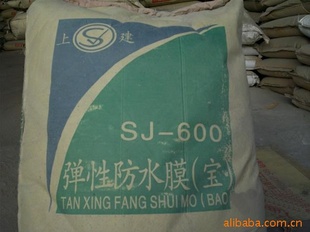 上 建
SJ-600
弹性防水膜(宝
TAN XING FANG SHUI MO (BAO
alibaba.com.cn